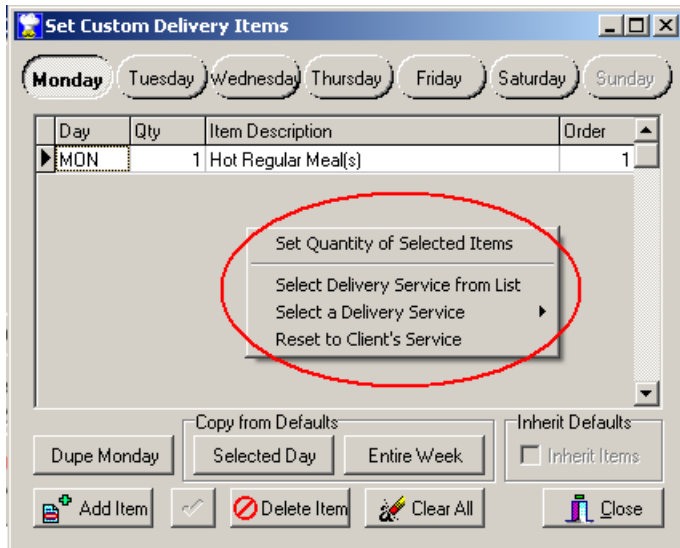 Set Custom Delivery Items
Monday Tuesday Wednesday Thursday Friday Saturday Sunday
Day Qty Item Description Order
MON 1 Hot Regular Meal(s) 1
Set Quantity of Selected Items
Select Delivery Service from List
Select a Delivery Service
Reset to Client's Service
Copy from Defaults Inherit Defaults
Dupe Monday Selected Day Entire Week Inherit Items
Add Item Delete Item Clear All Close